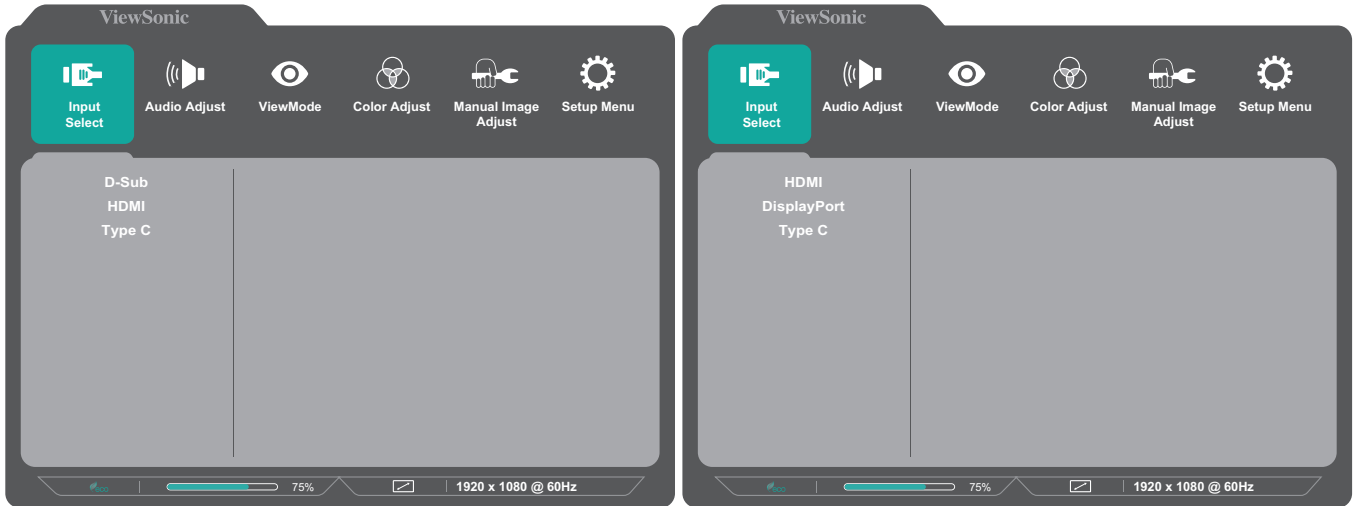 ViewSonic
Input
Select
Audio Adjust
ViewMode
Color Adjust
Manual Image
Adjust
Setup Menu
D-Sub
HDMI
Type C
eco
75%
1920 x 1080 @ 60Hz
ViewSonic
Input
Select
Audio Adjust
ViewMode
Color Adjust
Manual Image
Adjust
Setup Menu
HDMI
DisplayPort
Type C
eco
75%
1920 x 1080 @ 60Hz